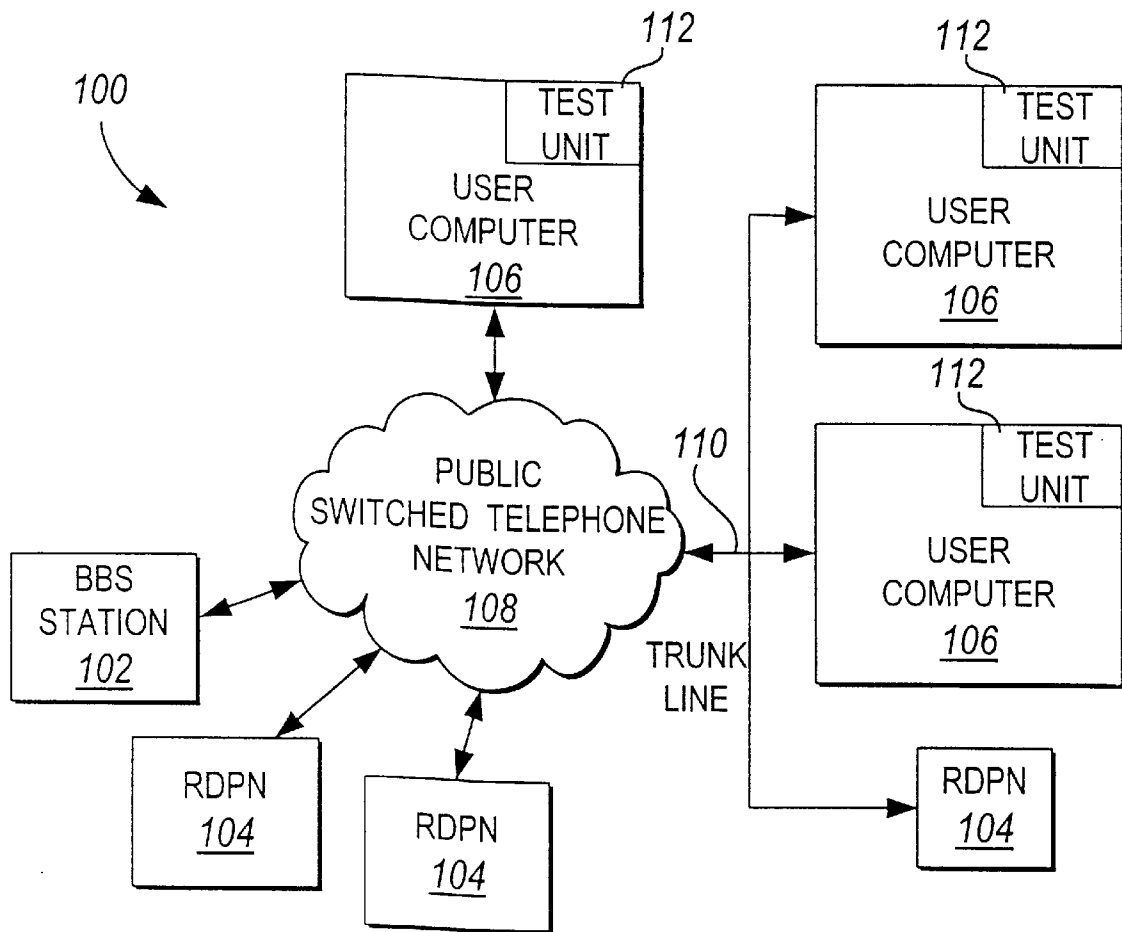 100
112
TEST
UNIT
USER
COMPUTER
106
112
TEST
UNIT
USER
COMPUTER
106
112
TEST
UNIT
USER
COMPUTER
106
PUBLIC
SWITCHED TELEPHONE
NETWORK
108
110
TRUNK
LINE
BBS
STATION
102
RDPN
104
RDPN
104
RDPN
104